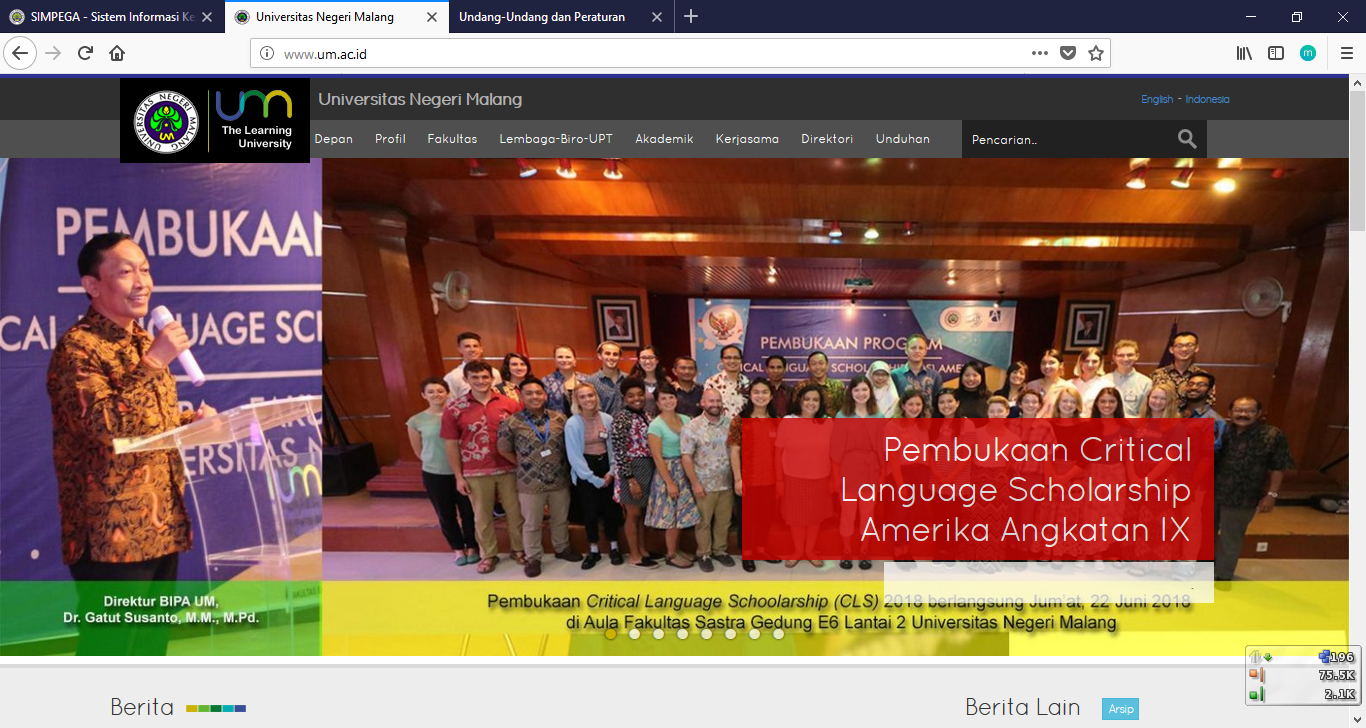 SIMPEGA - Sistem Informasi Ke
Universitas Negeri Malang
Undang-Undang dan Peraturan
www.um.ac.id
UNIVERSITAS NEGERI MALANG
UM
um
The Learning
University
Universitas Negeri Malang
English - Indonesia
Depan Profil Fakultas Lembaga-Biro-UPT Akademik Kerjasama Direktori Unduhan
Pencarian..
PEMBUKAAN
CAL LANGUAGE SCH
PEMBUKAAN PROGRAM
Pembukaan Critical
Language Scholarship
Amerika Angkatan IX
Direktur BIPA UM,
Dr. Gatut Susanto, M.M., M.Pd.
Pembukaan Critical Language Schoolarship (CLS) 2018 berlangsung Jum'at, 22 Juni 2018
di Aula Fakultas Sastra Gedung E6 Lantai 2 Universitas Negeri Malang
196
75.5K
2.1K
Berita
Berita Lain
Arsip